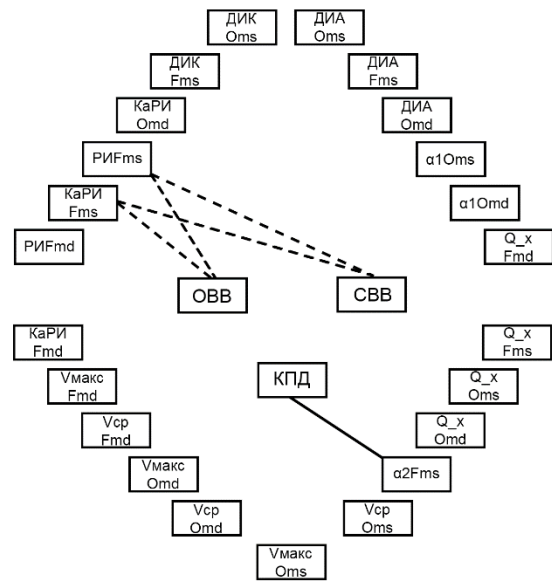 ДИК
Oms
ДИА
Oms
ДИК
Fms
ДИА
Fms
КаРИ
Omd
ДИА
Omd
РИFms
α1Oms
КаРИ
Fms
α1Omd
РИFmd
Q_x
Fmd
ОВВ
СВВ
КаРИ
Fmd
Q_x
Fms
Vмакс
Fmd
КПД
Q_x
Oms
Vср
Fmd
Q_x
Omd
Vмакс
Omd
α2Fms
Vср
Omd
Vср
Oms
Vмакс
Oms